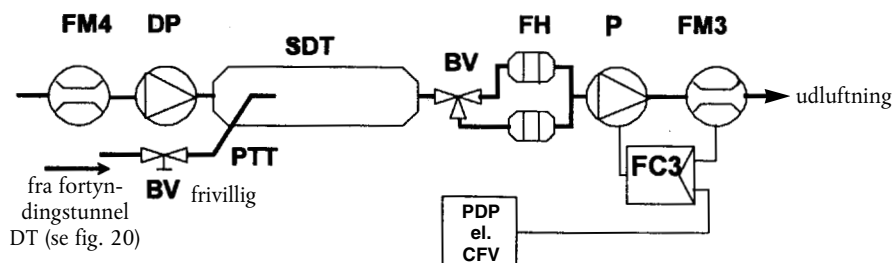 FM4
DP
SDT
BV
FH
P
FM3
udluftning
PTT
FC3
BV
frivillig
fra fortyn-
dingstunnel
DT (se fig. 20)
PDP
el.
CFV